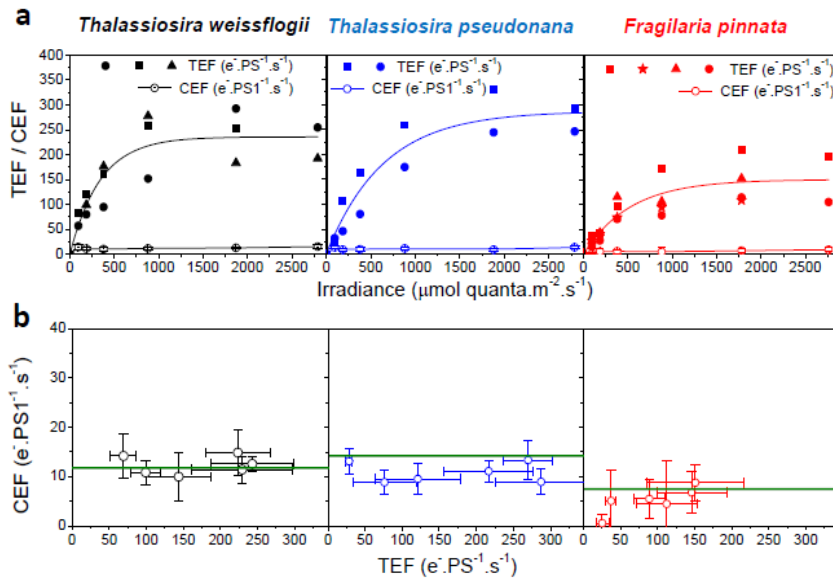 a Thalassiosira weissflogii Thalassiosira pseudonana Fragilaria pinnata
TEF (e-.PS-1.s-1) TEF (e-.PS-1.s-1) TEF (e-.PS-1.s-1)
CEF (e-.PS1-1.s-1) CEF (e-.PS1-1.s-1) CEF (e-.PS1-1.s-1)
400
350
300
250
200
150
100
50
0
TEF / CEF
0 500 1000 1500 2000 2500 0 500 1000 1500 2000 2500 0 500 1000 1500 2000 2500
Irradiance (μmol quanta.m-2.s-1)
b
40
30
20
10
0
CEF (e-.PS1-1.s-1)
0 50 100 150 200 250 300 0 50 100 150 200 250 300 0 50 100 150 200 250 300
TEF (e-.PS-1.s-1)